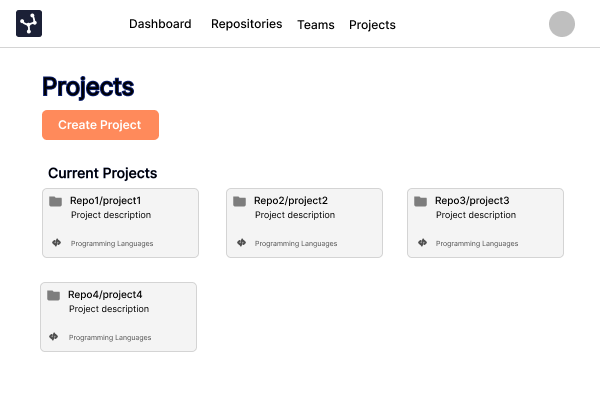 Dashboard Repositories Teams Projects
Projects
Create Project
Current Projects
Repo1/project1
Project description
Programming Languages
Repo2/project2
Project description
Programming Languages
Repo3/project3
Project description
Programming Languages
Repo4/project4
Project description
Programming Languages